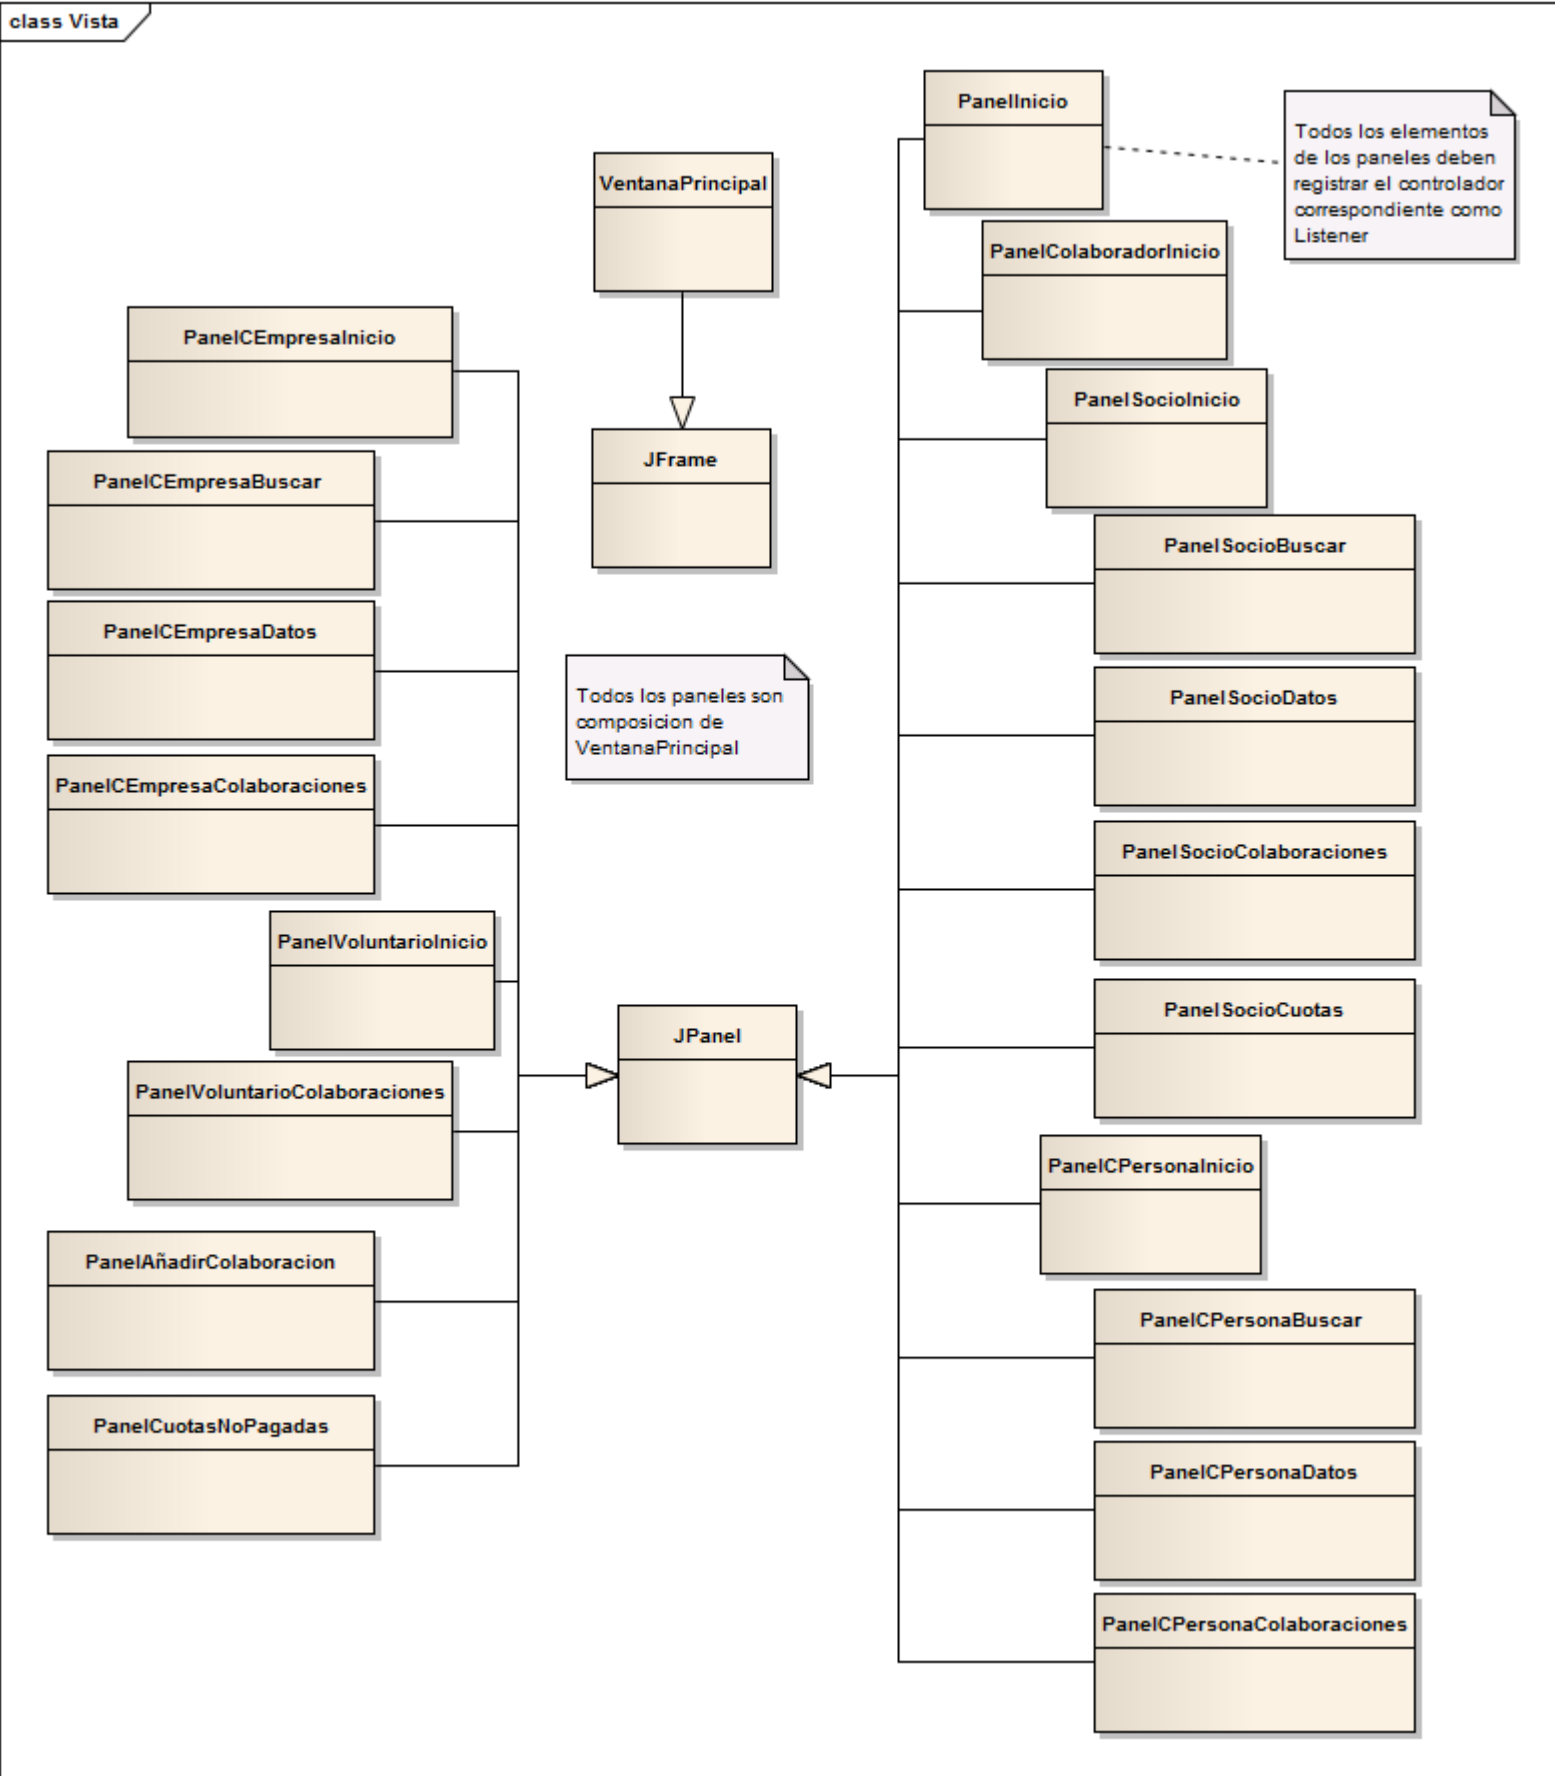 class Vista
PanelInicio
Todos los elementos
de los paneles deben
registrar el controlador
correspondiente como
Listener
VentanaPrincipal
PanelColaboradorInicio
PanelCEmpresaInicio
PanelSocioInicio
JFrame
PanelCEmpresaBuscar
PanelSocioBuscar
PanelCEmpresaDatos
Todos los paneles son
composicion de
VentanaPrincipal
PanelSocioDatos
PanelCEmpresaColaboraciones
PanelSocioColaboraciones
PanelVoluntarioInicio
JPanel
PanelSocioCuotas
PanelVoluntarioColaboraciones
PanelCPersonaInicio
PanelAñadirColaboracion
PanelCPersonaBuscar
PanelCuotasNoPagadas
PanelCPersonaDatos
PanelCPersonaColaboraciones